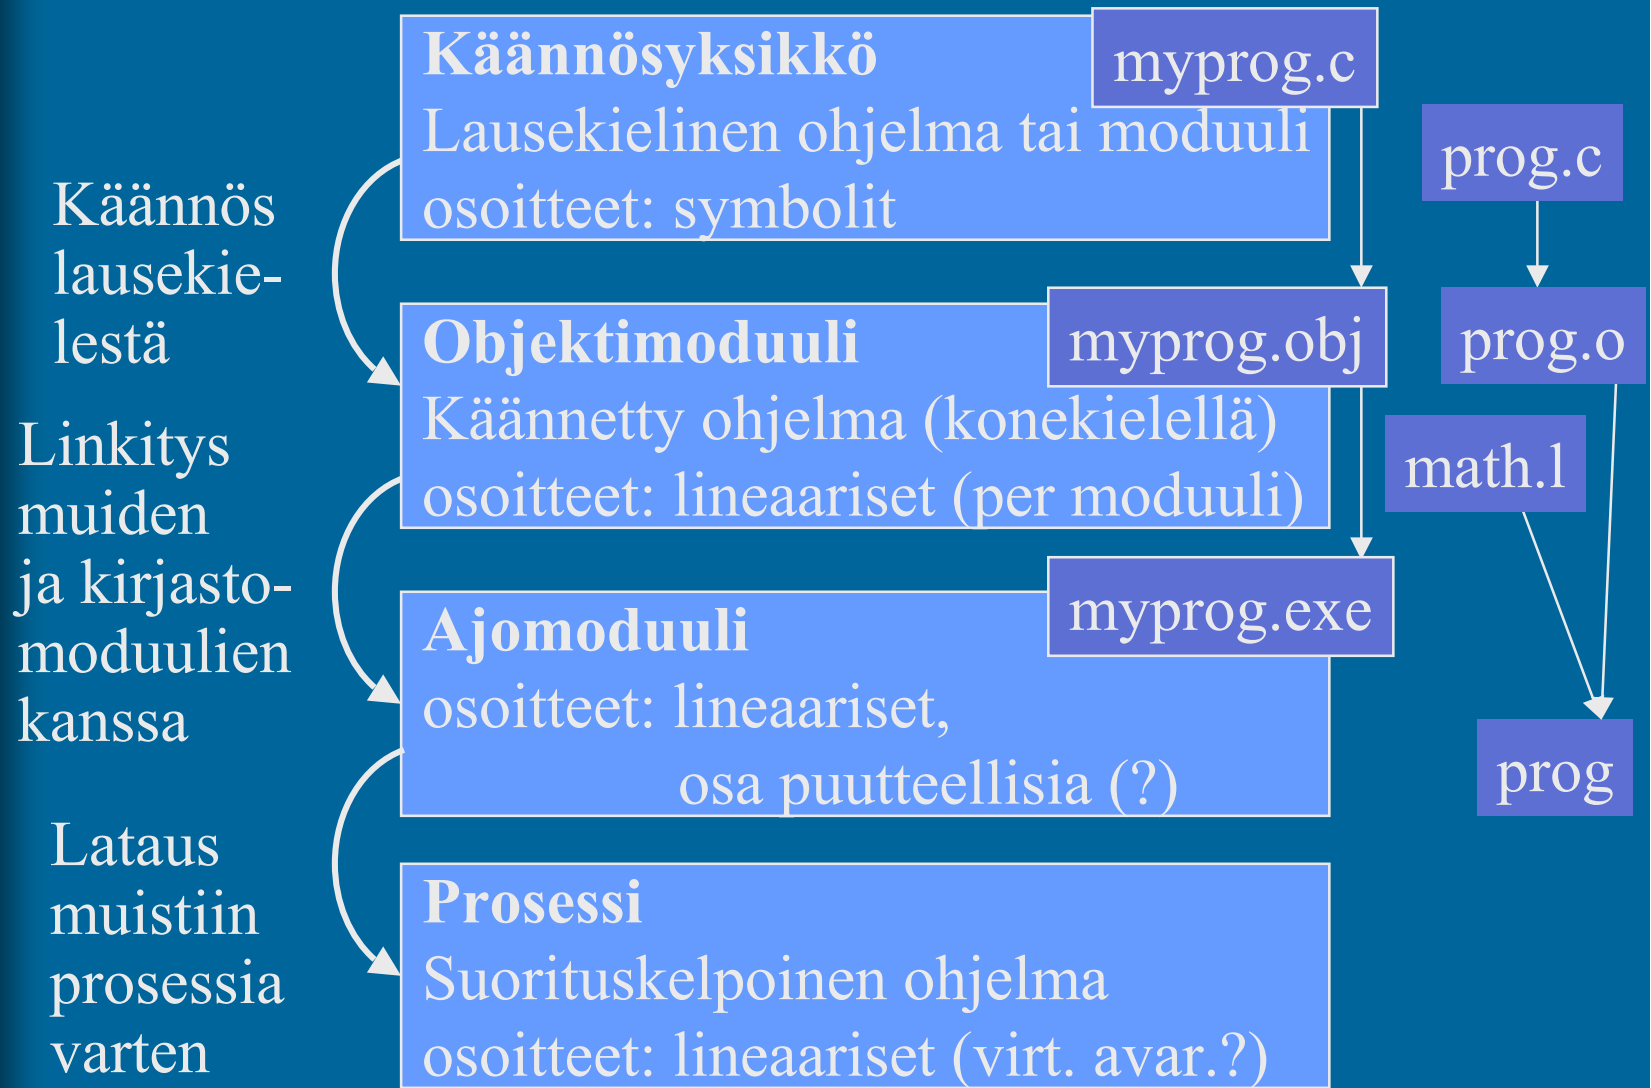 Käännösyksikkö
myprog.c
Lausekielinen ohjelma tai moduuli
osoitteet: symbolit
prog.c
Käännös
lausekie-
lestä
Objektimoduuli
myprog.obj
Käännetty ohjelma (konekielellä)
osoitteet: lineaariset (per moduuli)
prog.o
math.l
Linkitys
muiden
ja kirjasto-
moduulien
kanssa
Ajomoduuli
myprog.exe
osoitteet: lineaariset,
osa puutteellisia (?)
prog
Lataus
muistiin
prosessia
varten
Prosessi
Suorituskelpoinen ohjelma
osoitteet: lineaariset (virt. avar.?)